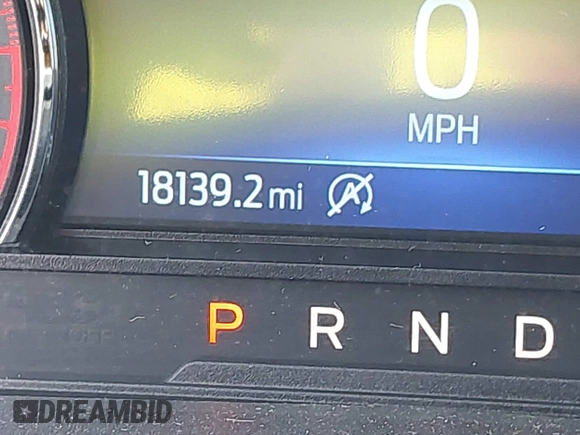 0
MPH
18139.2 mi A
P R N D
DREAMBID